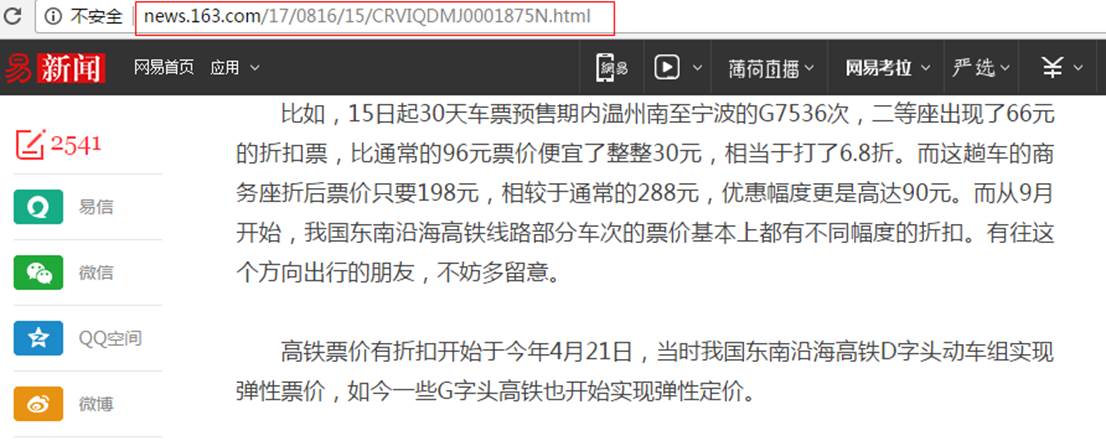 不安全 news.163.com/17/0816/15/CRVIQDMJ0001875N.html
易 新闻 网易首页 应用 網易 薄荷直播 网易考拉 严选 ¥
2541
易信
微信
QQ空间
微博
比如，15日起30天车票预售期内温州南至宁波的G7536次，二等座出现了66元
的折扣票，比通常的96元票价便宜了整整30元，相当于打了6.8折。而这趟车的商
务座折后票价只要198元，相较于通常的288元，优惠幅度更是高达90元。而从9月
开始，我国东南沿海高铁线路部分车次的票价基本上都有不同幅度的折扣。有往这
个方向出行的朋友，不妨多留意。
高铁票价有折扣开始于今年4月21日，当时我国东南沿海高铁D字头动车组实现
弹性票价，如今一些G字头高铁也开始实现弹性定价。